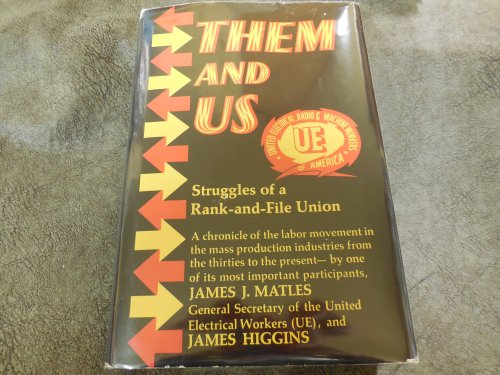 THEM
AND
US
UNITED ELECTRICAL RADIO & MACHINE WORKERS
UE
OF AMERICA
Struggles of a
Rank-and-File Union
A chronicle of the labor movement in
the mass production industries from
the thirties to the present—by one
of its most important participants,
JAMES J. MATLES
General Secretary of the United
Electrical Workers (UE), and
JAMES HIGGINS